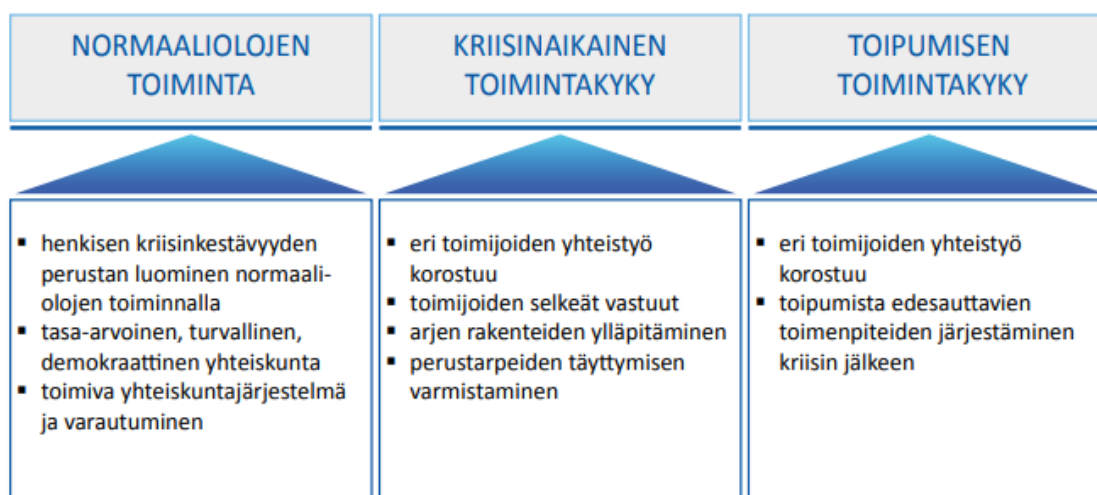 NORMAALIOLOJEN
TOIMINTA
▪ henkisen kriisinkestävyyden
perustan luominen normaali-
olojen toiminnalla
▪ tasa-arvoinen, turvallinen,
demokraattinen yhteiskunta
▪ toimiva yhteiskuntajärjestelmä
ja varautuminen
KRIISINAIKAINEN
TOIMINTAKYKY
▪ eri toimijoiden yhteistyö
korostuu
▪ toimijoiden selkeät vastuut
▪ arjen rakenteiden ylläpitäminen
▪ perustarpeiden täyttymisen
varmistaminen
TOIPUMISEN
TOIMINTAKYKY
▪ eri toimijoiden yhteistyö
korostuu
▪ toipumista edesauttavien
toimenpiteiden järjestäminen
kriisin jälkeen